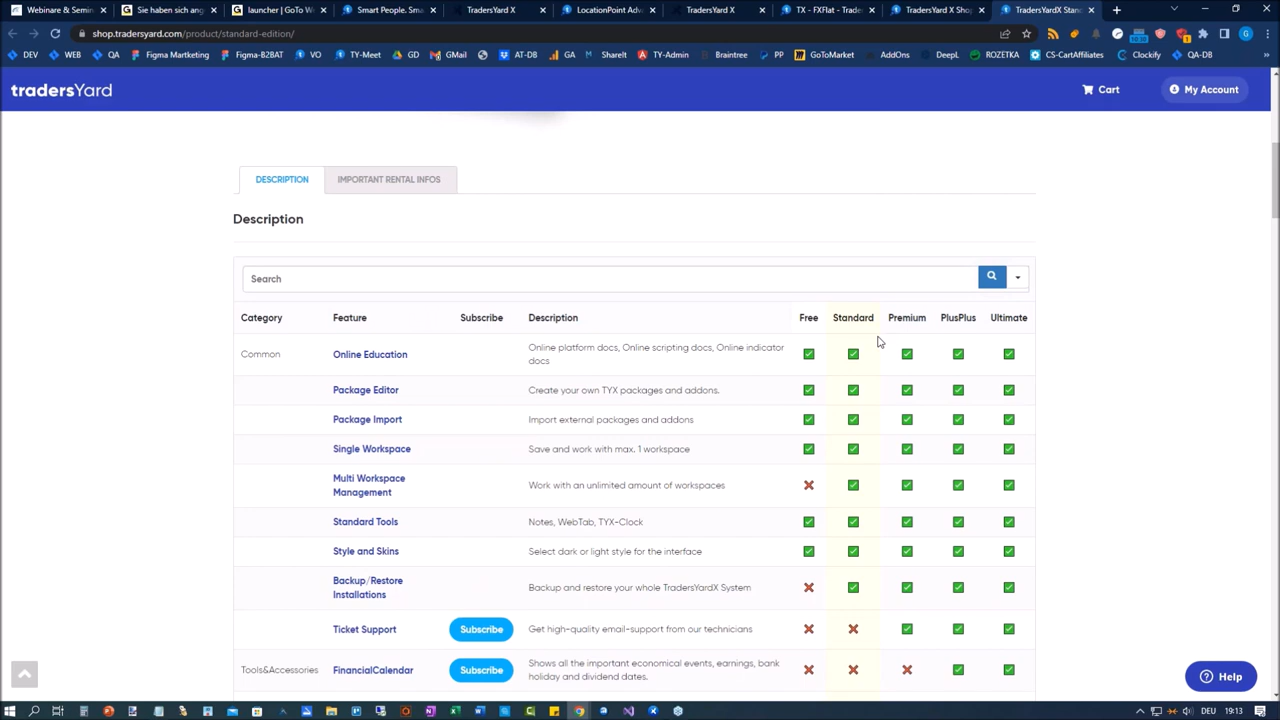 Webinare & Semin
Sie haben sich ang
launcher | GoTo W
Smart People. Sm
TradersYard X
LocationPoint Adv
TradersYard X
TX - FXFlat - Trade
TradersYard X Sho
TradersYardX Stan
shop.tradersyard.com/product/standard-edition/
DEV
WEB
QA
Figma Martketing
Figma-B2BAT
VO
TY-Meet
GD
GMail
AT-DB
GA
ShareIt
TY-Admin
Braintree
PP
GoToMarket
AddOns
DeepL
ROZETKA
CS-CartAffiliates
Clockify
QA-DB
tradersYard
Cart
My Account
DESCRIPTION
IMPORTANT RENTAL INFOS
Description
Search
Category Feature Subscribe Description Free Standard Premium PlusPlus Ultimate
Common Online Education Online platform docs, Online scripting docs, Online indicator
docs
Package Editor Create your own TYX packages and addons.
Package Import Import external packages and addons
Single Workspace Save and work with max. 1 workspace
Multi Workspace
Management Work with an unlimited amount of workspaces
Standard Tools Notes, WebTab, TYX-Clock
Style and Skins Select dark or light style for the interface
Backup/Restore
Installations Backup and restore your whole TradersYardX System
Ticket Support Subscribe Get high-quality email-support from our technicians
Tools&Accessories FinancialCalendar Subscribe Shows all the important economical events, earnings, bank
holiday and dividend dates.
Help
DEU 19:13